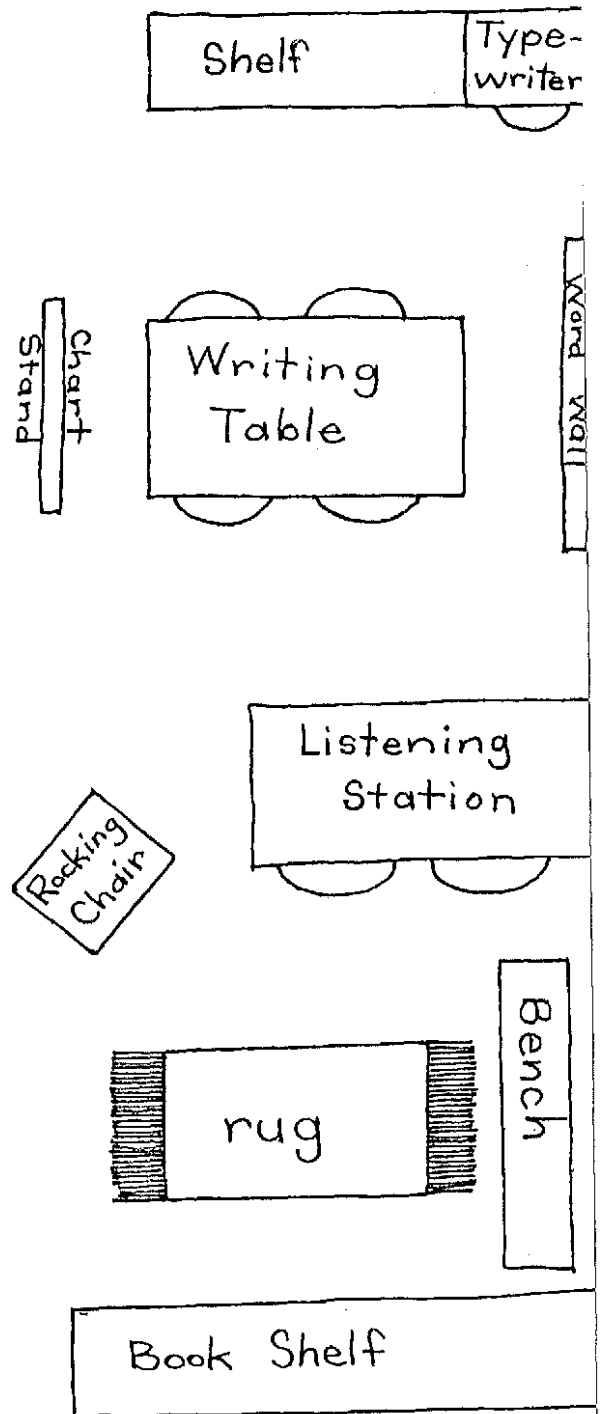 Shelf
Type-
writer
Word Wall
Chart
Stand
Writing
Table
Listening
Station
Rocking
Chair
Bench
rug
Book Shelf